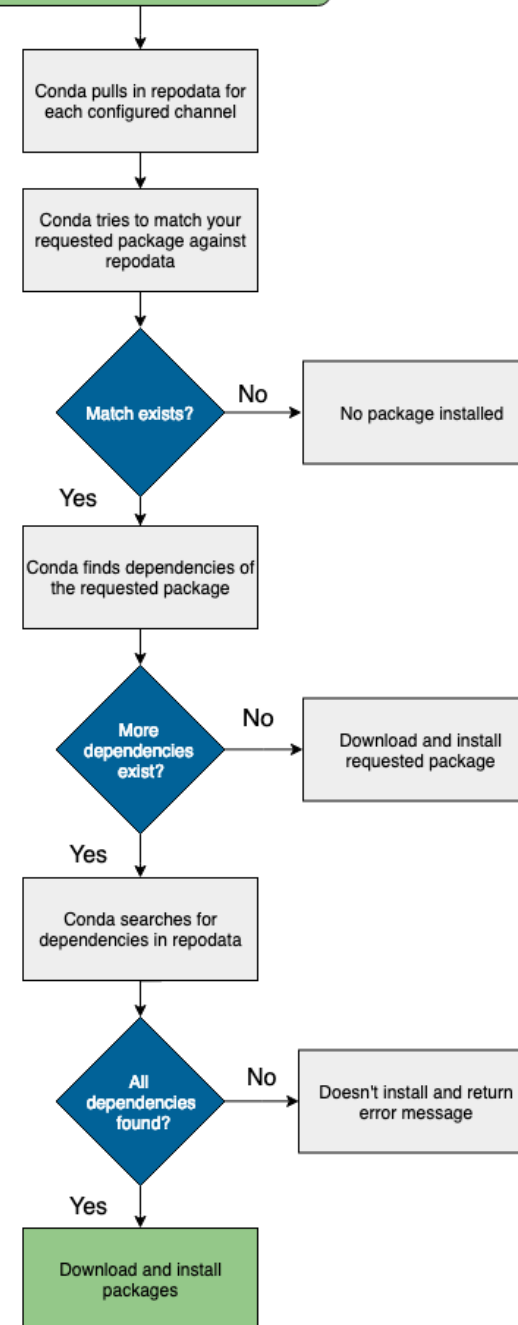 Conda pulls in repodata for
each configured channel
Conda tries to match your
requested package against
repodata
Match exists?
No
No package installed
Yes
Conda finds dependencies of
the requested package
More
dependencies
exist?
No
Download and install
requested package
Yes
Conda searches for
dependencies in repodata
All
dependencies
found?
No
Doesn't install and return
error message
Yes
Download and install
packages